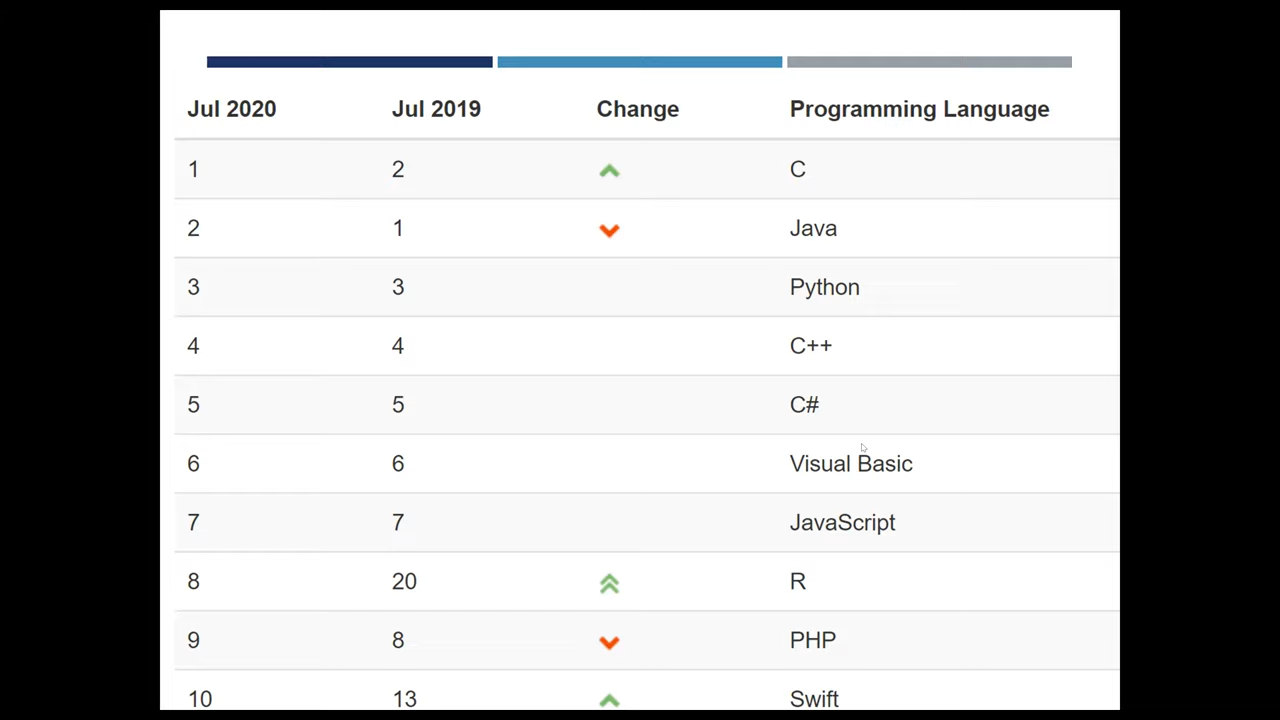 Jul 2020 Jul 2019 Change Programming Language
1 2 C
2 1 Java
3 3 Python
4 4 C++
5 5 C#
6 6 Visual Basic
7 7 JavaScript
8 20 R
9 8 PHP
10 13 Swift